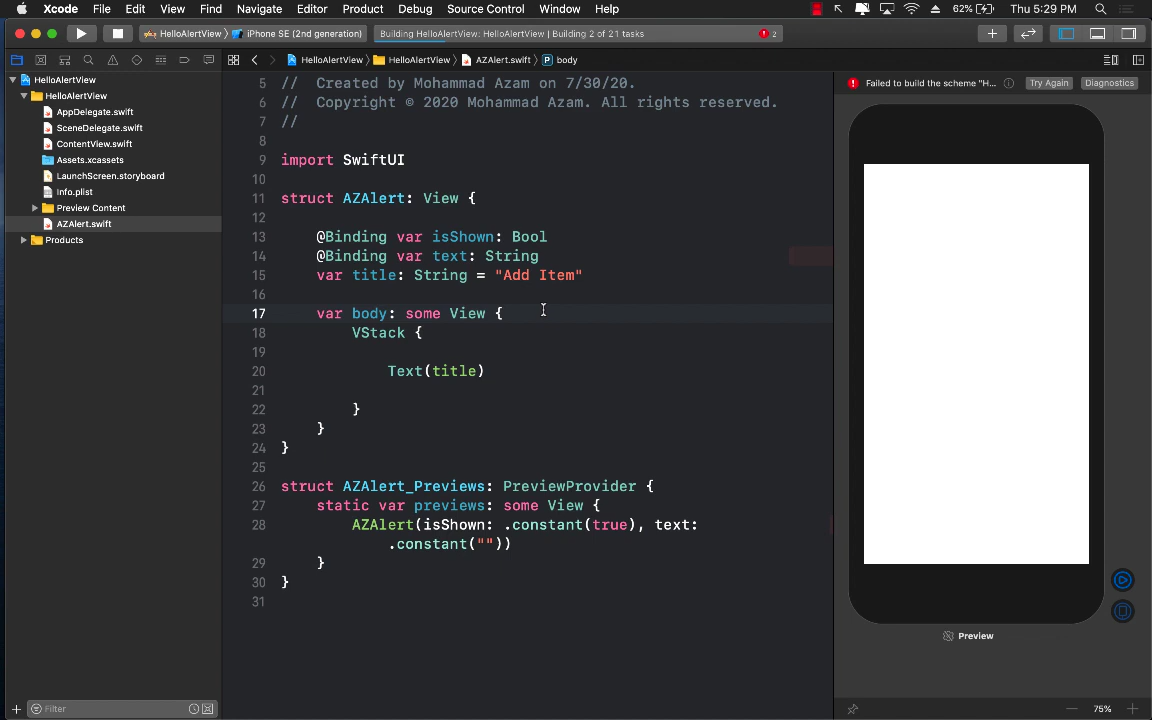 Xcode File Edit View Find Navigate Editor Product Debug Source Control Window Help 62% Thu 5:29 PM
HelloAlertView iPhone SE (2nd generation) Building HelloAlertView: HelloAlertView | Building 2 of 21 tasks 2
HelloAlertView HelloAlertView AZAlert.swift P body
HelloAlertView
HelloAlertView
AppDelegate.swift
SceneDelegate.swift
ContentView.swift
Assets.xcassets
LaunchScreen.storyboard
Info.plist
Preview Content
AZAlert.swift
Products
Filter
5 // Created by Mohammad Azam on 7/30/20.
6 // Copyright © 2020 Mohammad Azam. All rights reserved.
7 //
8
9 import SwiftUI
10
11 struct AZAlert: View {
12
13 @Binding var isShown: Bool
14 @Binding var text: String
15 var title: String = "Add Item"
16
17 var body: some View {
18 VStack {
19
20 Text(title)
21
22 }
23 }
24 }
25
26 struct AZAlert_Previews: PreviewProvider {
27 static var previews: some View {
28 AZAlert(isShown: .constant(true), text:
.constant(""))
29 }
30 }
31
Failed to build the scheme "H... Try Again Diagnostics
Preview
75%